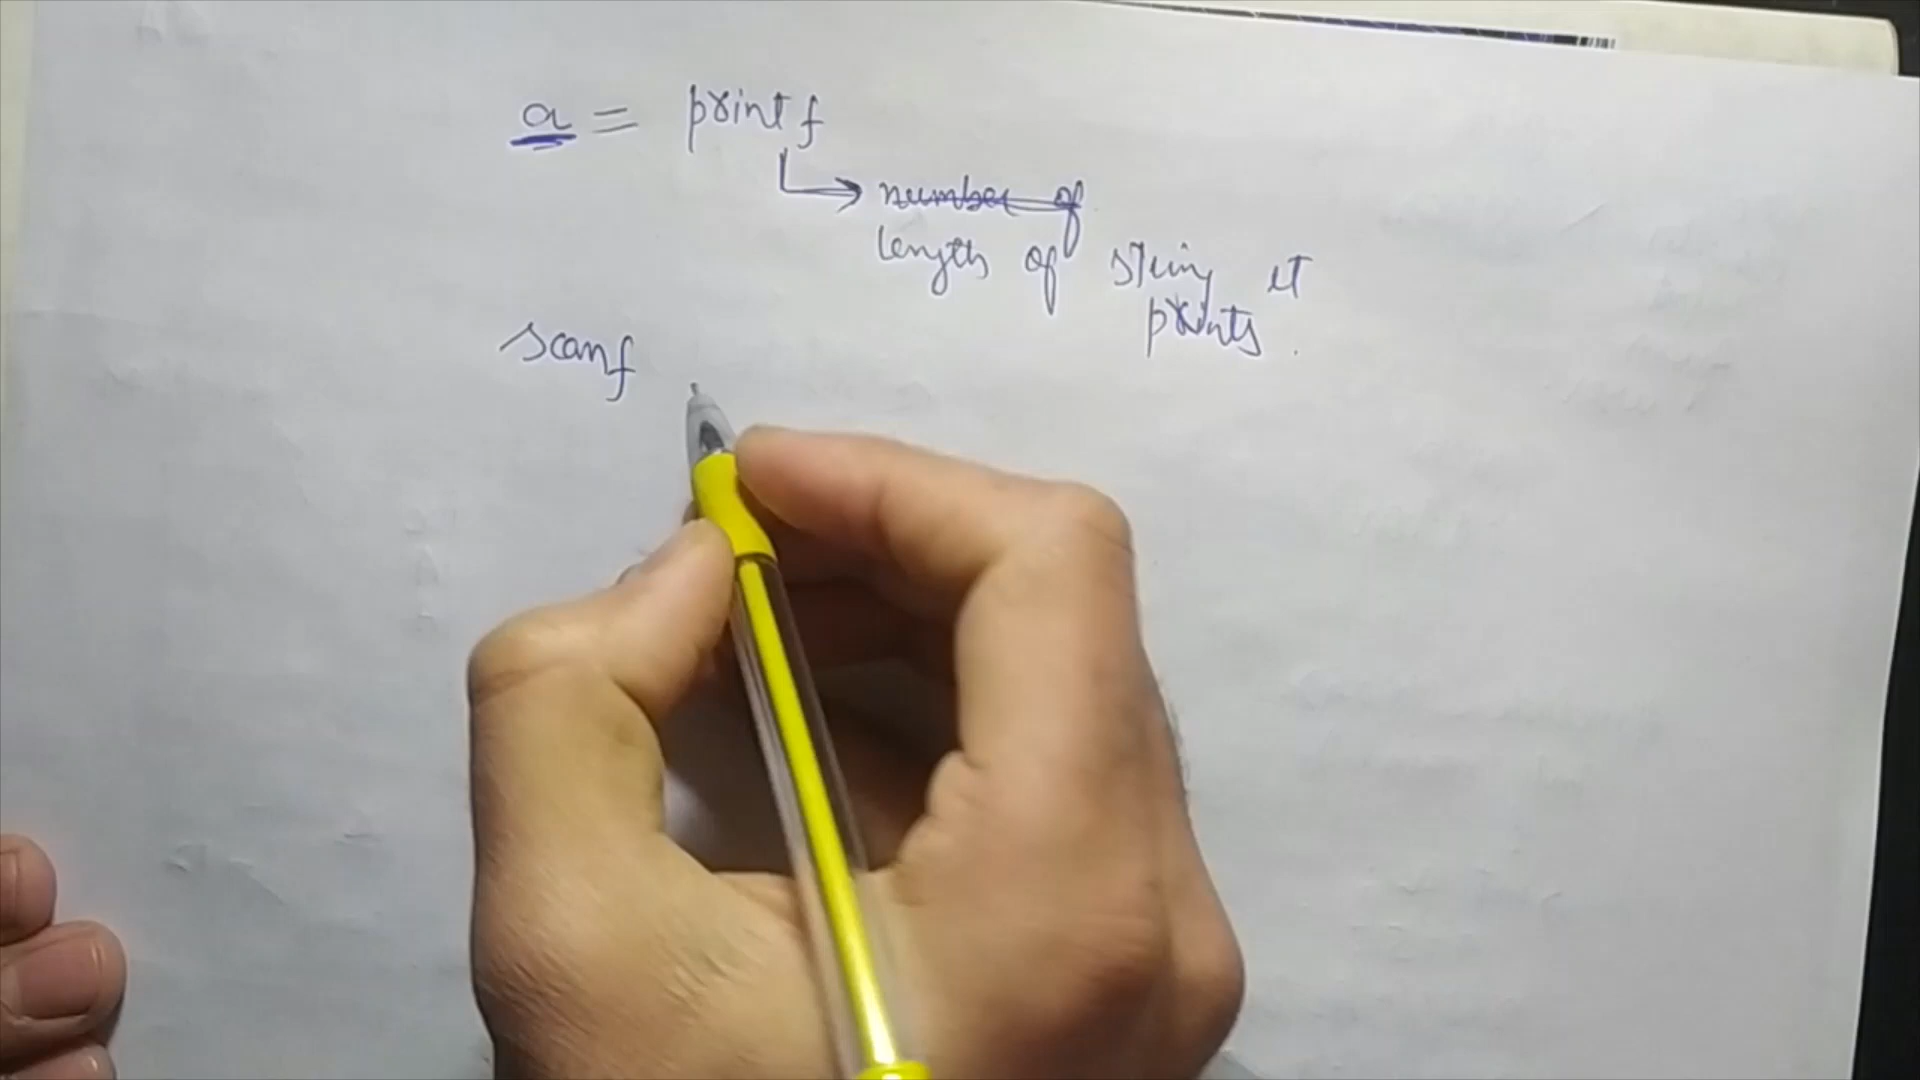 a = printf
number of
length of string it
prints.
scanf